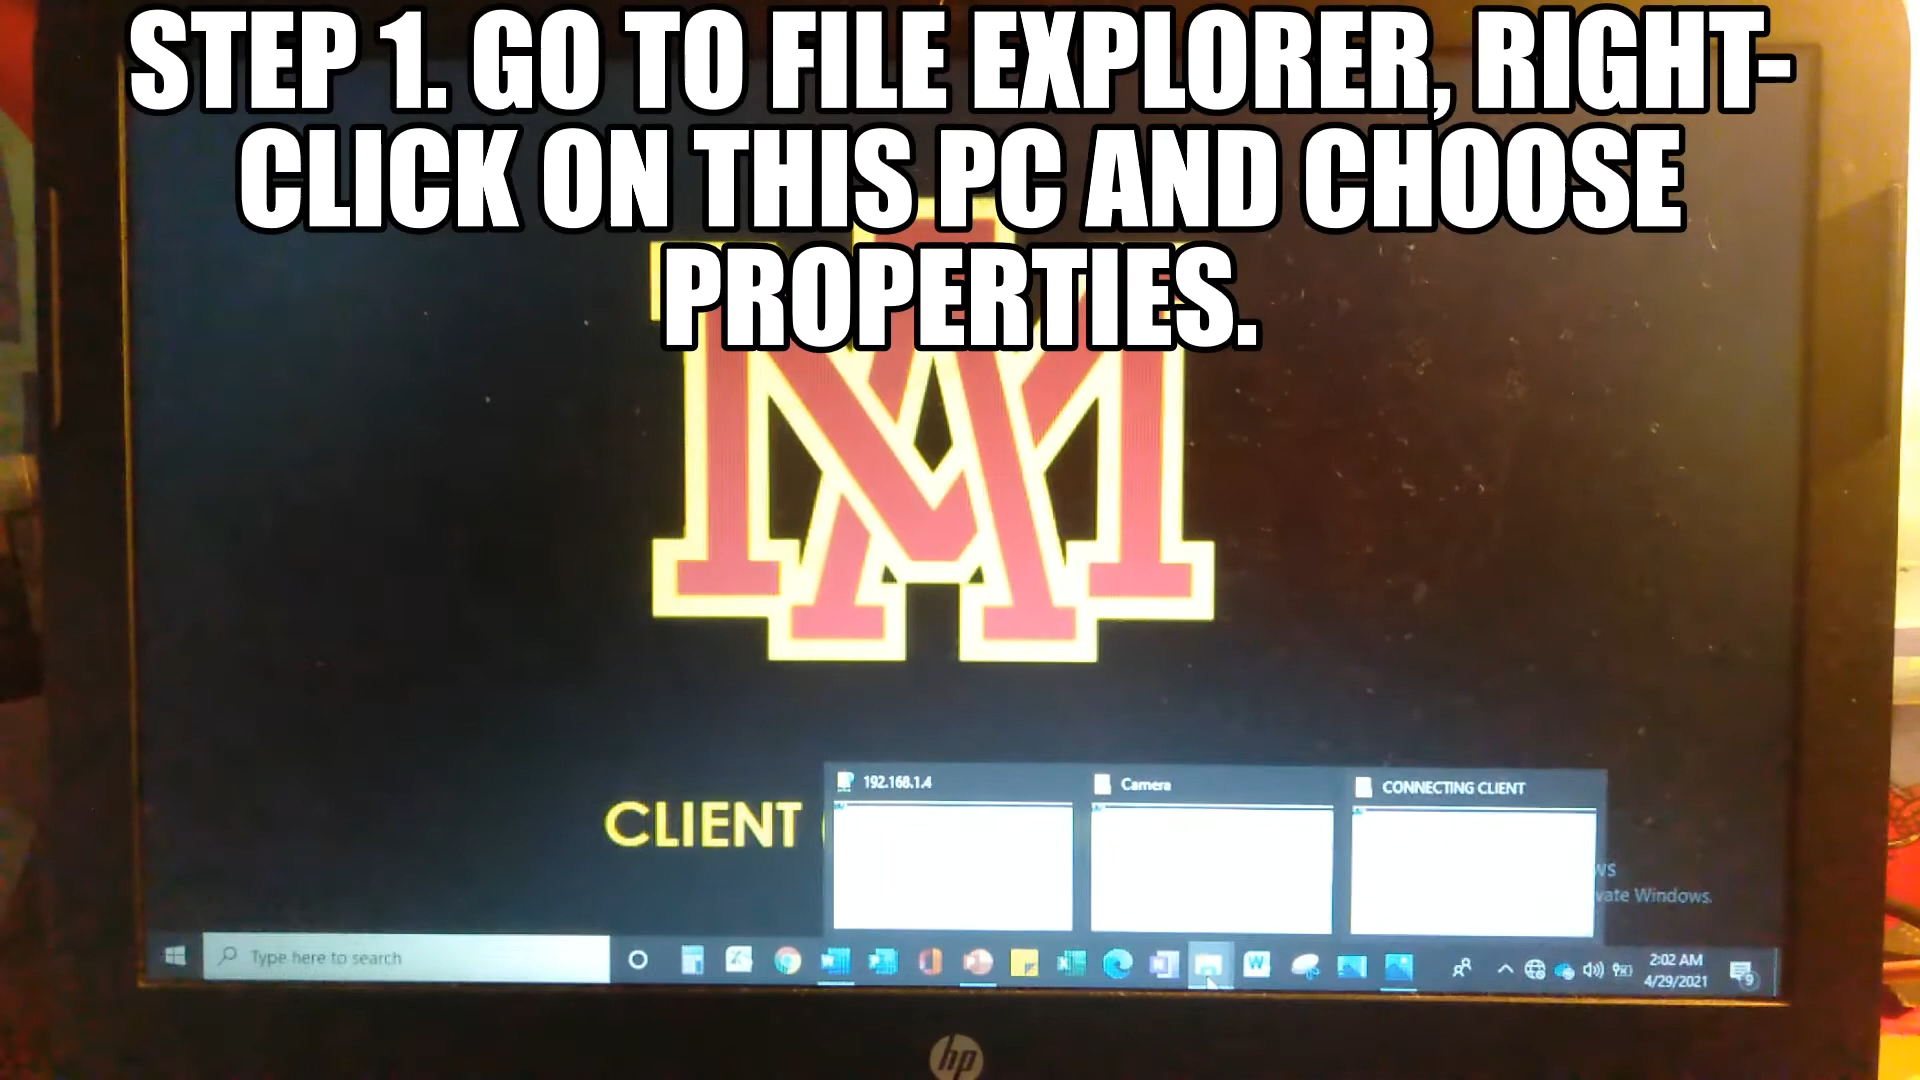 STEP 1. GO TO FILE EXPLORER, RIGHT-
CLICK ON THIS PC AND CHOOSE
PROPERTIES.
192.168.1.4
Camera
CONNECTING CLIENT
CLIENT
vate Windows.
Type here to search
2:02 AM
4/29/2021
9
hp